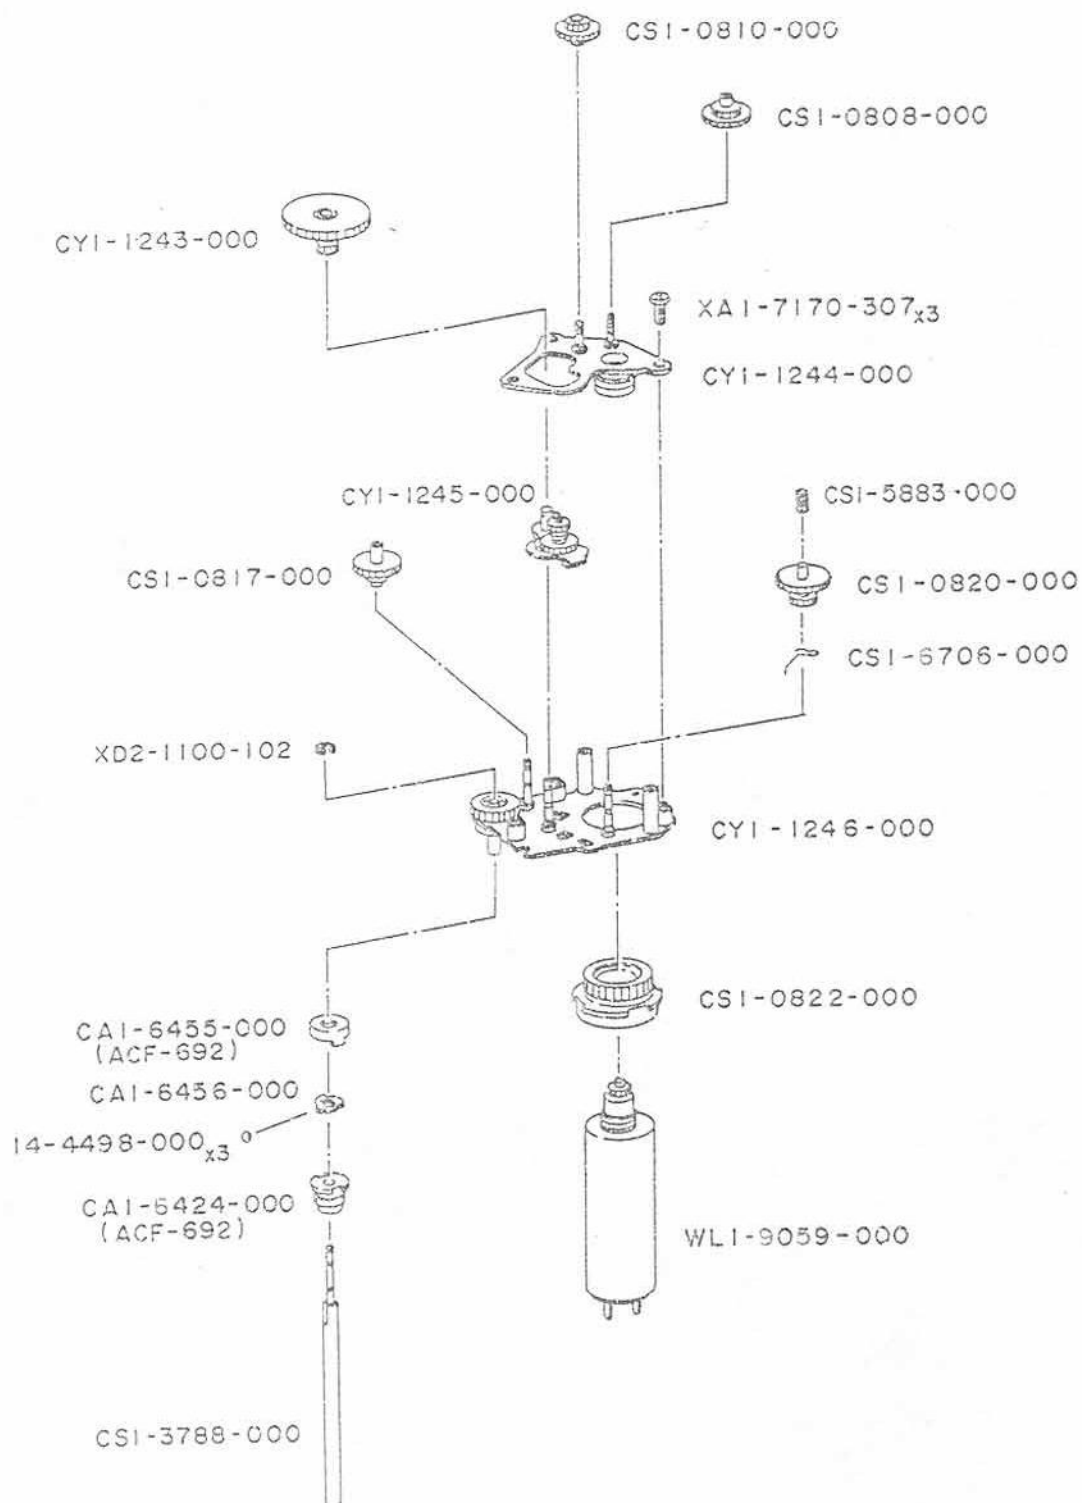 CS1-0810-000
CS1-0808-000
CY1-1243-000
XA1-7170-307x3
CY1-1244-000
CY1-1245-000
CS1-5883-000
CS1-0817-000
CS1-0820-000
CS1-6706-000
XD2-1100-102
CY1-1246-000
CS1-0822-000
CA1-6455-000
(ACF-692)
CA1-6456-000
14-4498-000x3
CA1-6424-000
(ACF-692)
WL1-9059-000
CS1-3788-000